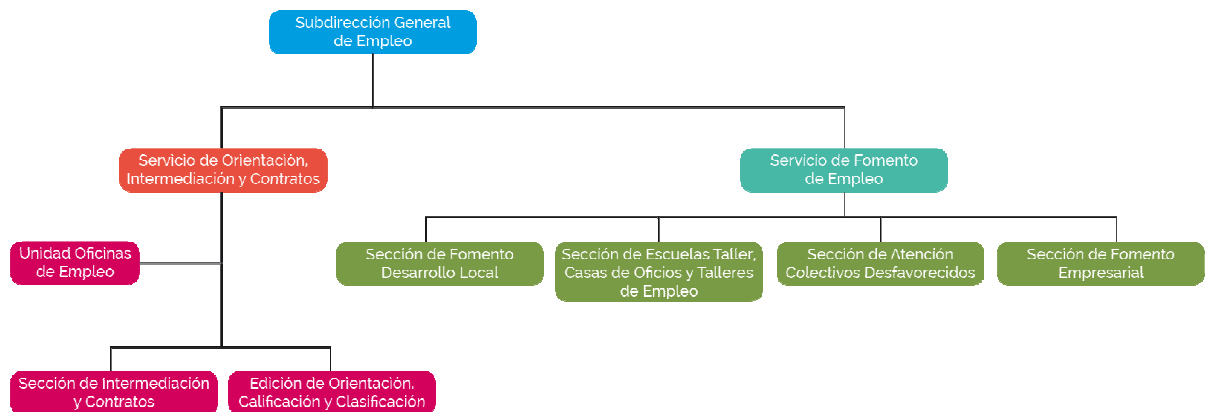 Subdirección General
de Empleo
Servicio de Orientación,
Intermediación y Contratos
Servicio de Fomento
de Empleo
Unidad Oficinas
de Empleo
Sección de Fomento
Desarrollo Local
Sección de Escuelas Taller,
Casas de Oficios y Talleres
de Empleo
Sección de Atención
Colectivos Desfavorecidos
Sección de Fomento
Empresarial
Sección de Intermediación
y Contratos
Edición de Orientación.
Calificación y Clasificación